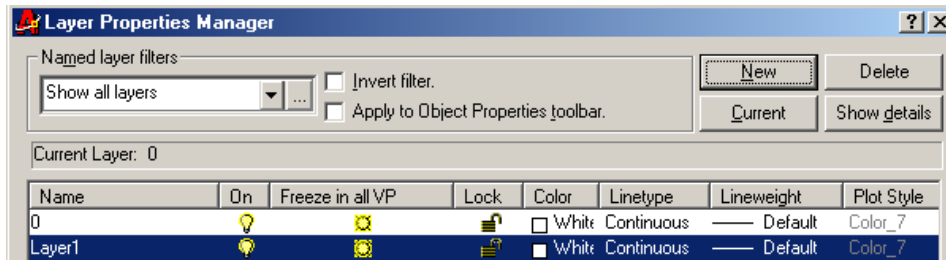 Layer Properties Manager
Named layer filters
Show all layers
...
Invert filter.
Apply to Object Properties toolbar.
New
Delete
Current
Show details
Current Layer: 0
Name On Freeze in all VP Lock Color Linetype Lineweight Plot Style
0 White Continuous Default Color_7
Layer1 White Continuous Default Color_7